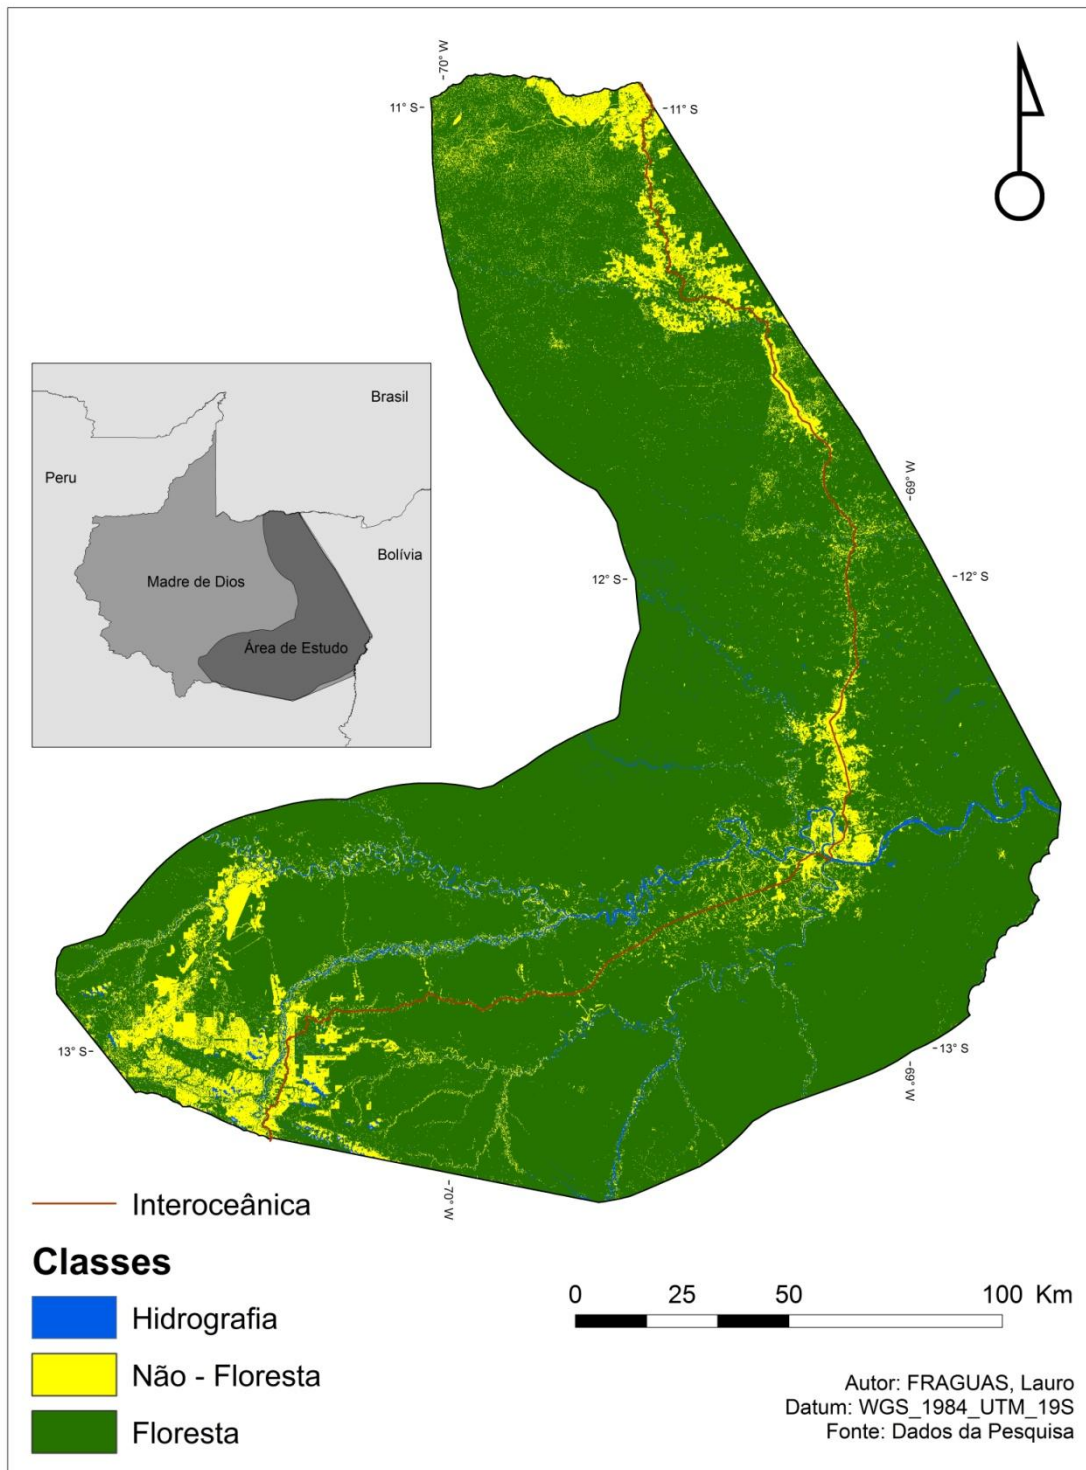 70° W
11° S
11° S
Brasil
Peru
Bolívia
Madre de Dios
Área de Estudo
69° W
12° S
12° S
13° S
13° S
69° W
70° W
Interoceânica
Classes
Hidrografia
Não - Floresta
Floresta
0 25 50 100 Km
Autor: FRAGUAS, Lauro
Datum: WGS_1984_UTM_19S
Fonte: Dados da Pesquisa